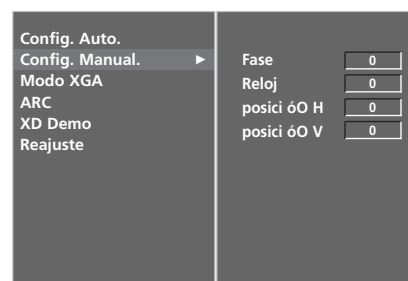 Config. Auto.
Config. Manual. ►
Modo XGA
ARC
XD Demo
Reajuste
Fase 0
Reloj 0
posici óO H 0
posici óO V 0